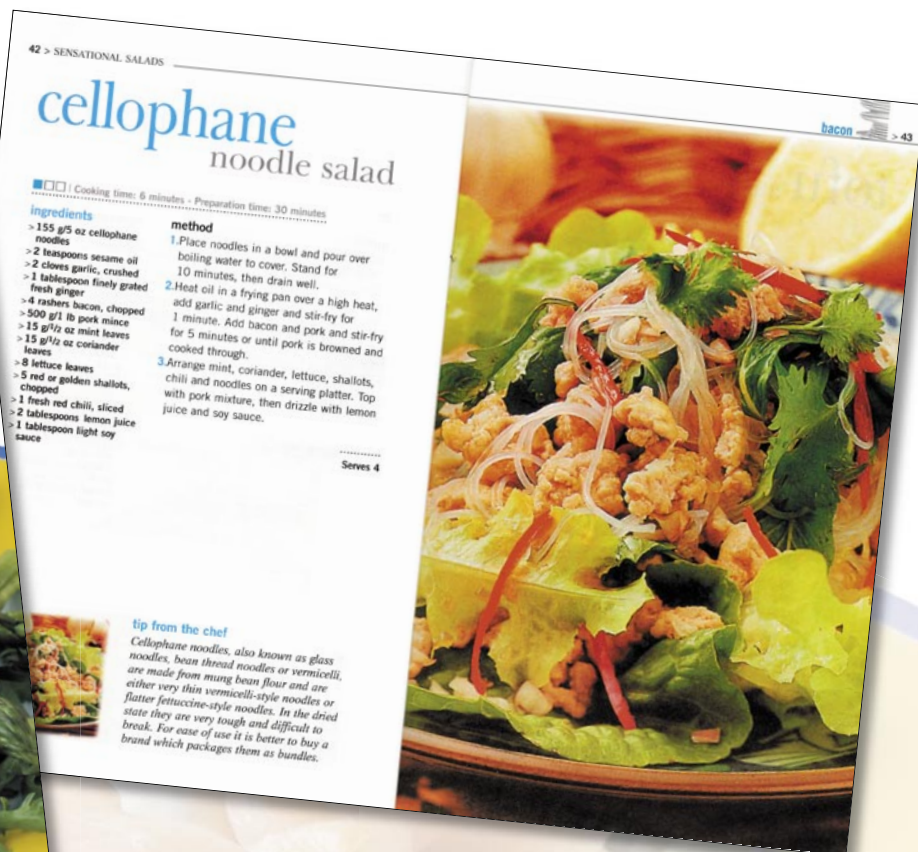 42 > SENSATIONAL SALADS
cellophane
noodle salad
Cooking time: 6 minutes - Preparation time: 30 minutes
ingredients
> 155 g/5 oz cellophane
noodles
> 2 teaspoons sesame oil
> 2 cloves garlic, crushed
> 1 tablespoon finely grated
fresh ginger
> 4 rashers bacon, chopped
> 500 g/1 lb pork mince
> 15 g/1/2 oz mint leaves
> 15 g/1/2 oz coriander
leaves
> 8 lettuce leaves
> 5 red or golden shallots,
chopped
> 1 fresh red chili, sliced
> 2 tablespoons lemon juice
> 1 tablespoon liight soy
sauce
method
1.Place noodles in a bowl and pour over
boiling water to cover. Stand for
10 minutes, then drain well.
2.Heat oil in a frying pan over a high heat,
add garlic and ginger and stir-fry for
1 minute. Add bacon and pork and stir-fry
for 5 minutes or until pork is browned and
cooked through.
3.Arrange mint, coriander, lettuce, shallots,
chili and noodles on a serving platter. Top
with pork mixture, then drizzle with lemon
juice and soy sauce.
Serves 4
tip from the chef
Cellophane noodles, also known as glass
noodles, bean thread noodles or vermicelli,
are made from mung bean flour and are
either very thin vermicelli-style noodles or
flatter fettuccine-style noodles. In the dried
state they are very tough and difficult to
break. For ease of use it is better to buy a
brand which packages them as bundles.
bacon > 43